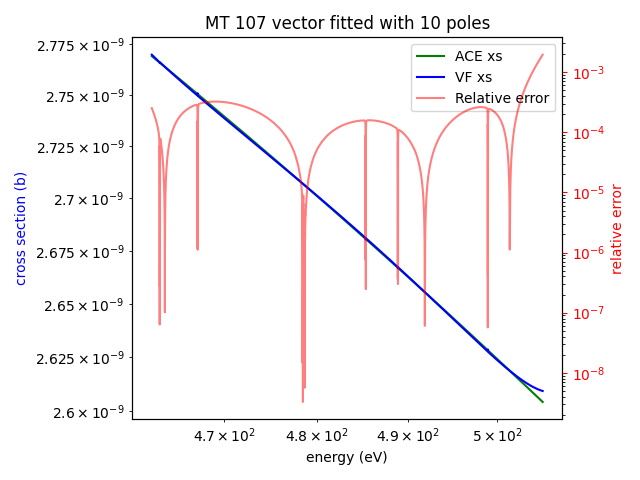 MT 107 vector fitted with 10 poles
ACE xs
VF xs
Relative error
cross section (b)
2.775 × 10⁻⁹
2.75 × 10⁻⁹
2.725 × 10⁻⁹
2.7 × 10⁻⁹
2.675 × 10⁻⁹
2.65 × 10⁻⁹
2.625 × 10⁻⁹
2.6 × 10⁻⁹
10⁻³
10⁻⁴
10⁻⁵
10⁻⁶
10⁻⁷
10⁻⁸
relative error
4.7 × 10² 4.8 × 10² 4.9 × 10² 5 × 10²
energy (eV)